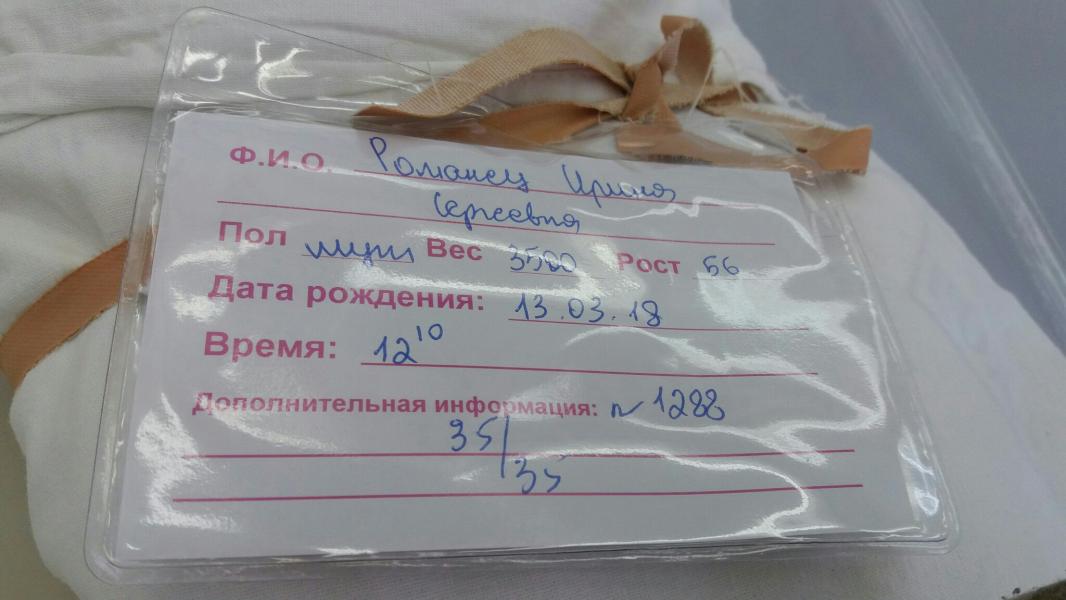 Ф.И.О. Романец Ирина
Сергеевна
Пол муж Вес 3500 Рост 56
Дата рождения: 13.03.18
Время: 12 10
Дополнительная информация: № 1288
35/35